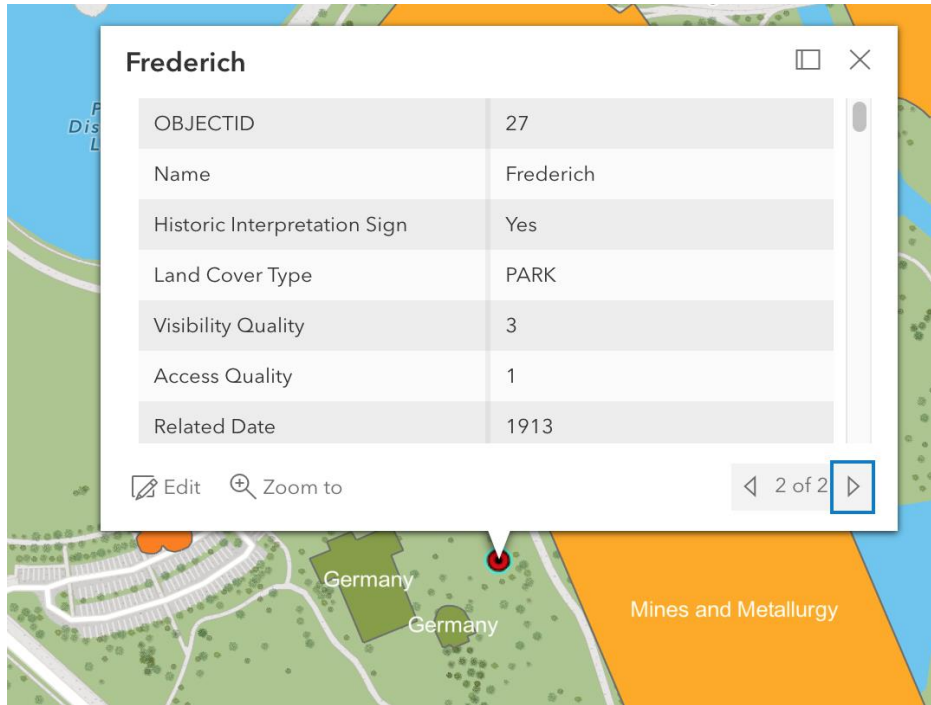 Frederich
OBJECTID 27
Name Frederich
Historic Interpretation Sign Yes
Land Cover Type PARK
Visibility Quality 3
Access Quality 1
Related Date 1913
Edit Zoom to 2 of 2
Germany
Germany
Mines and Metallurgy